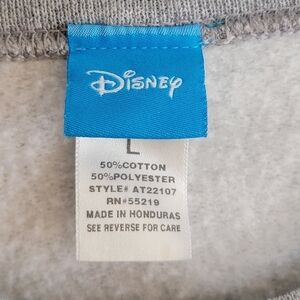 Disney
L
50%COTTON
50%POLYESTER
STYLE# AT22107
RN#55219
MADE IN HONDURAS
SEE REVERSE FOR CARE